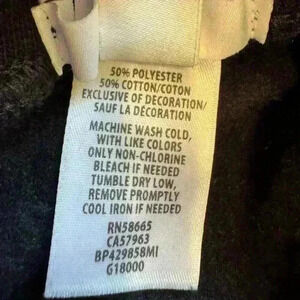 50% POLYESTER
50% COTTON/COTON
EXCLUSIVE OF DECORATION/
SAUF LA DÉCORATION
MACHINE WASH COLD,
WITH LIKE COLORS
ONLY NON-CHLORINE
BLEACH IF NEEDED
TUMBLE DRY LOW,
REMOVE PROMPTLY
COOL IRON IF NEEDED
RN58665
CA57963
BP429858MI
G18000